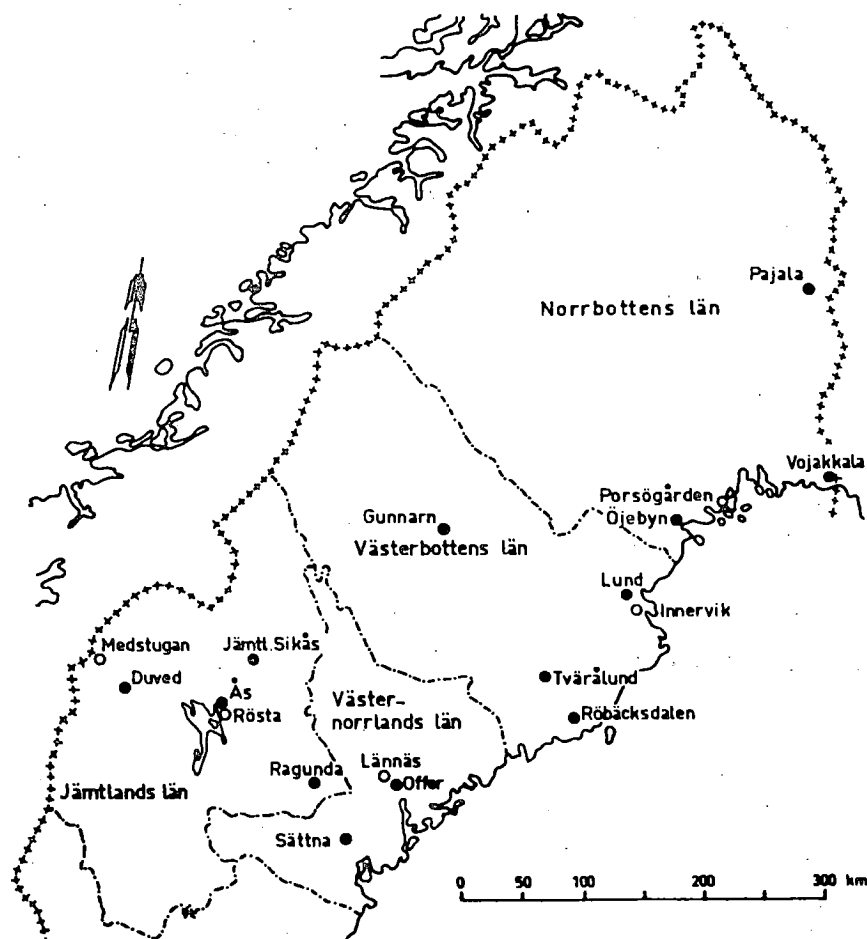 Pajala
Norrbottens län
Vojakkala
Porsögården
Öjebyn
Gunnarn
Västerbottens län
Lund
Innervik
Medstugan
Jämtl. Sikås
Duved
Tvärålund
Ås
Rösta
Väster-
norrlands län
Röbäcksdalen
Lännäs
Ragunda
Offer
Jämtlands län
Sättna
0 50 100 200 300 km